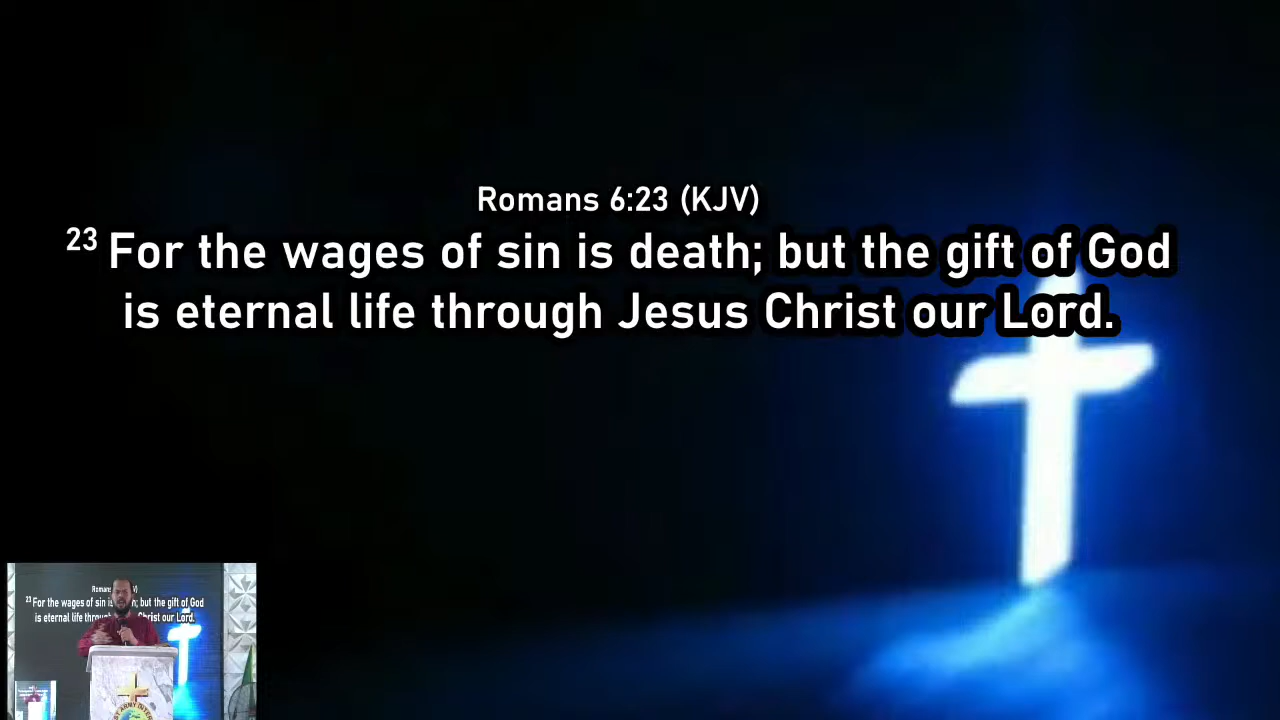 Romans 6:23 (KJV)
23 For the wages of sin is death; but the gift of God
is eternal life through Jesus Christ our Lord.